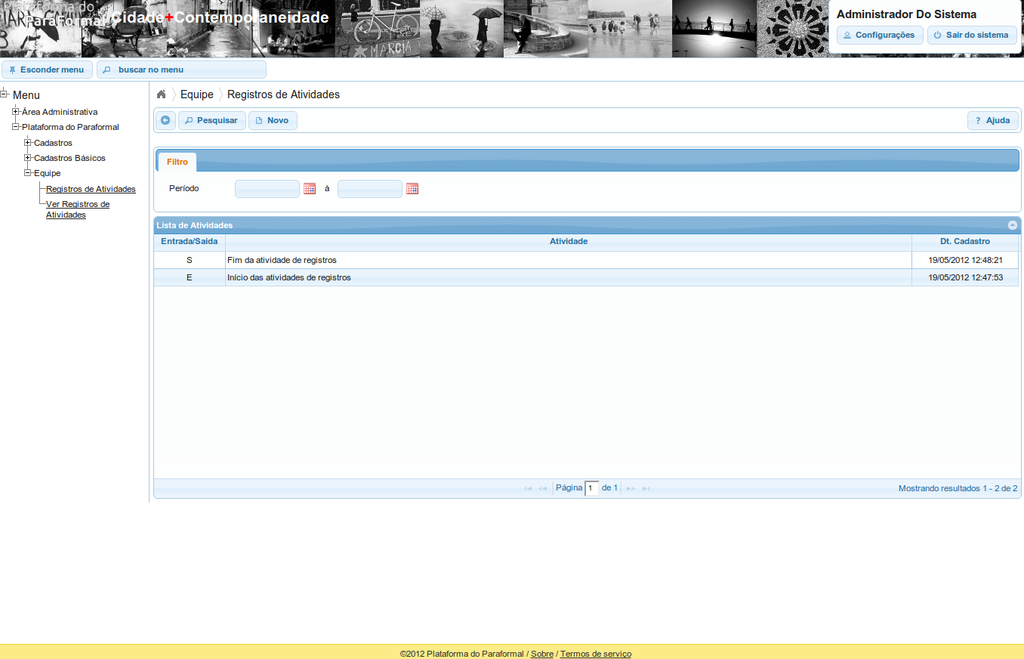 Plataforma do
ParaFormal
Cidade+Contemporaneidade
MARCIA
Administrador Do Sistema
Configurações
Sair do sistema
Esconder menu
buscar no menu
Menu
Área Administrativa
Plataforma do Paraformal
Cadastros
Cadastros Básicos
Equipe
Registros de Atividades
Ver Registros de
Atividades
Equipe
Registros de Atividades
Pesquisar
Novo
? Ajuda
Filtro
Período
à
Lista de Atividades
Entrada/Saida Atividade Dt. Cadastro
S Fim da atividade de registros 19/05/2012 12:48:21
E Início das atividades de registros 19/05/2012 12:47:53
Página 1 de 1
Mostrando resultados 1 - 2 de 2
©2012 Plataforma do Paraformal / Sobre / Termos de serviço